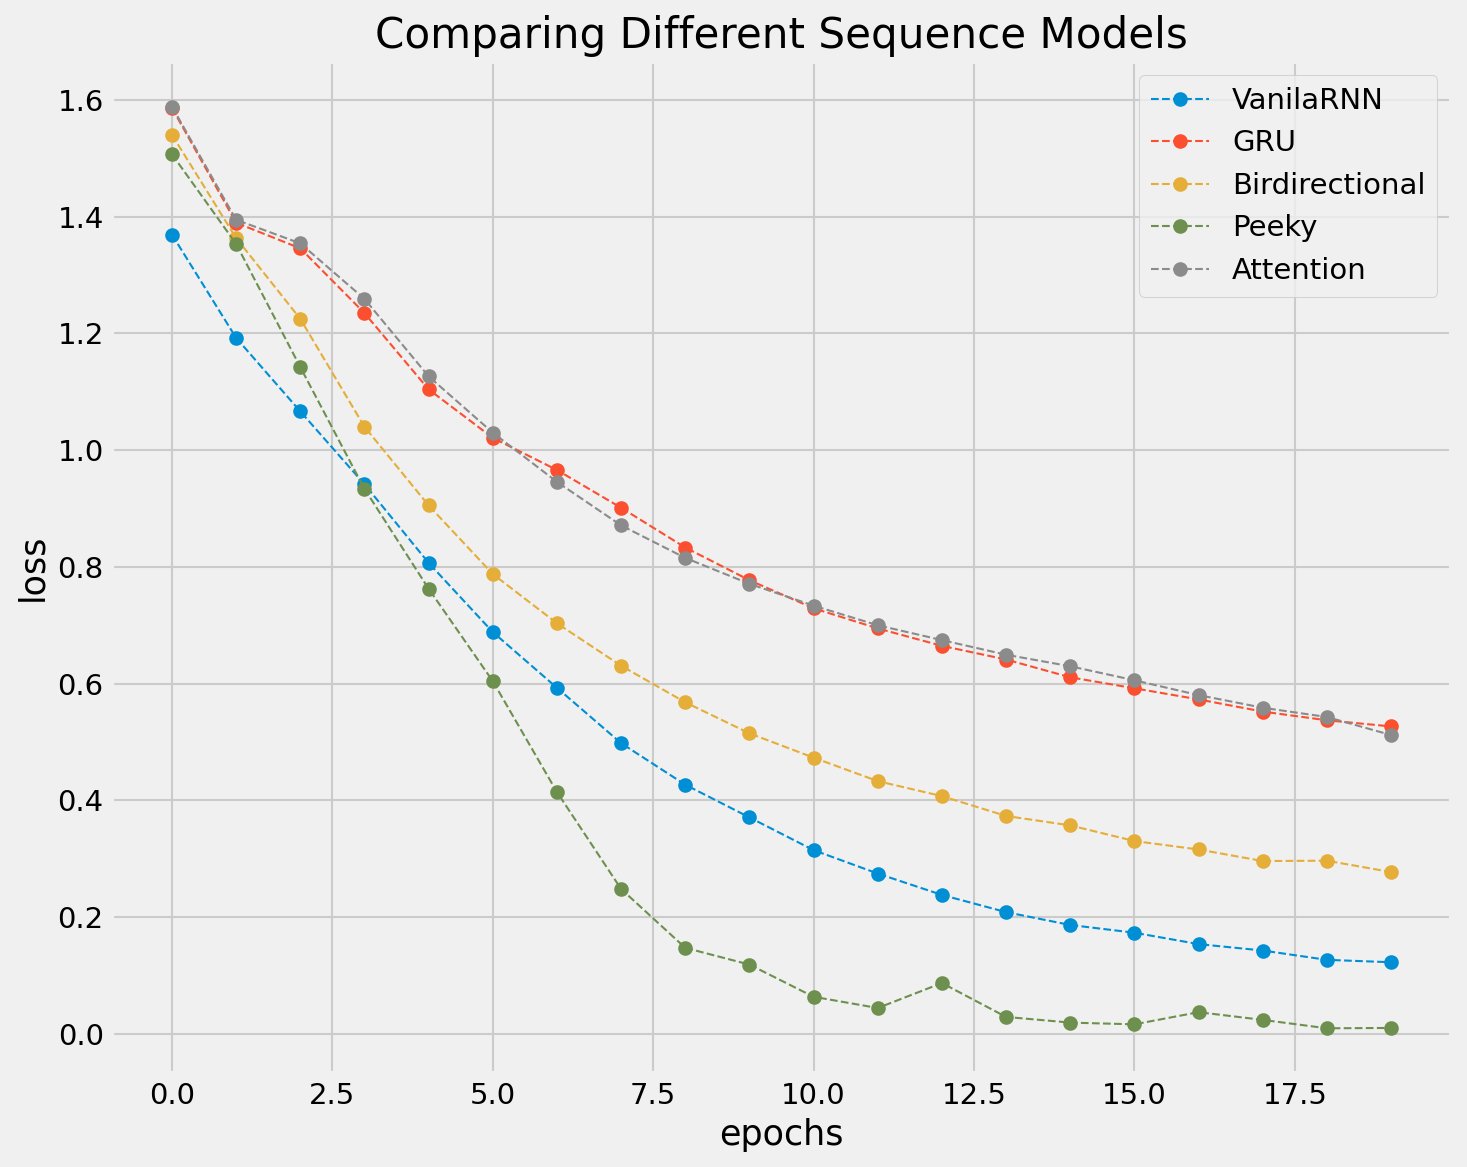 Comparing Different Sequence Models
VanilaRNN
GRU
Birdirectional
Peeky
Attention
1.6
1.4
1.2
1.0
0.8
0.6
0.4
0.2
0.0
loss
0.0 2.5 5.0 7.5 10.0 12.5 15.0 17.5
epochs